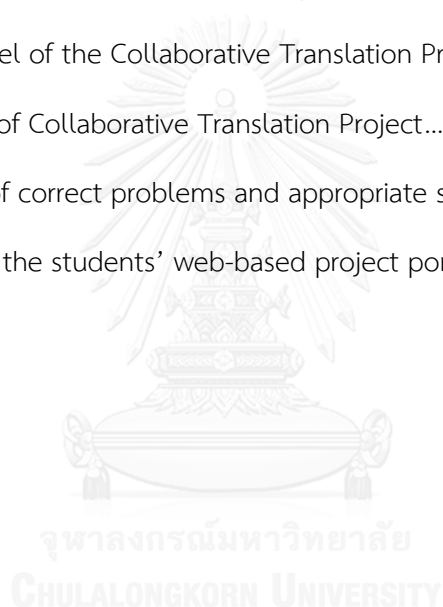 el of the Collaborative Translation Pr
of Collaborative Translation Project...
of correct problems and appropriate s
the students’ web-based project por
จุฬาลงกรณ์มหาวิทยาลัย
CHULALONGKORN UNIVERSITY